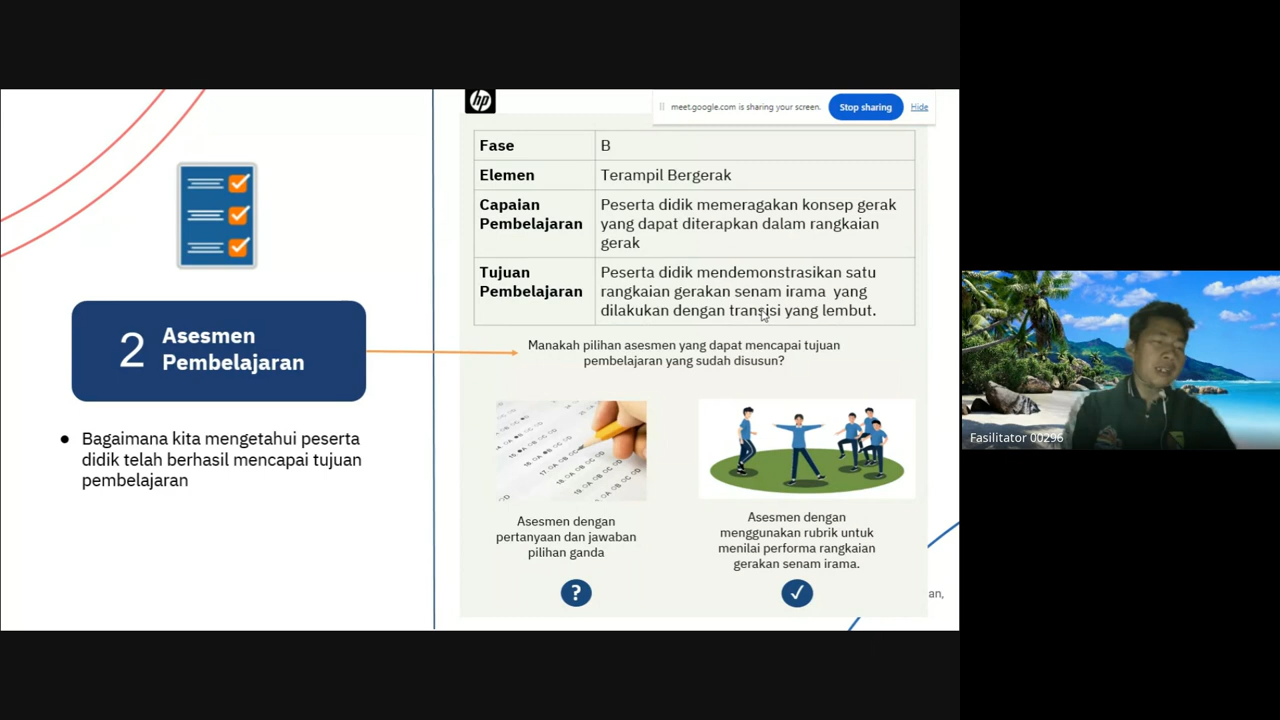 hp
meet.google.com is sharing your screen.
Stop sharing
Hide
Fase
B
Elemen
Terampil Bergerak
Capaian
Pembelajaran
Peserta didik memeragakan konsep gerak
yang dapat diterapkan dalam rangkaian
gerak
Tujuan
Pembelajaran
Peserta didik mendemonstrasikan satu
rangkaian gerakan senam irama yang
dilakukan dengan transisi yang lembut.
2
Asesmen
Pembelajaran
Manakah pilihan asesmen yang dapat mencapai tujuan
pembelajaran yang sudah disusun?
● Bagaimana kita mengetahui peserta
didik telah berhasil mencapai tujuan
pembelajaran
Asesmen dengan
pertanyaan dan jawaban
pilihan ganda
?
Asesmen dengan
menggunakan rubrik untuk
menilai performa rangkaian
gerakan senam irama.
✓
an,
Fasilitator 00296